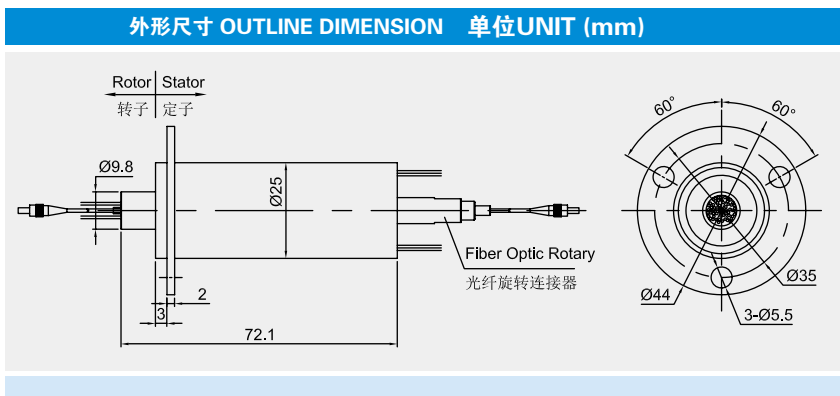 外形尺寸 OUTLINE DIMENSION 单位UNIT (mm)
Rotor Stator
转子 定子
Ø9.8
Ø25
Fiber Optic Rotary
光纤旋转连接器
2
3
72.1
60°
60°
Ø35
Ø44
3-Ø5.5